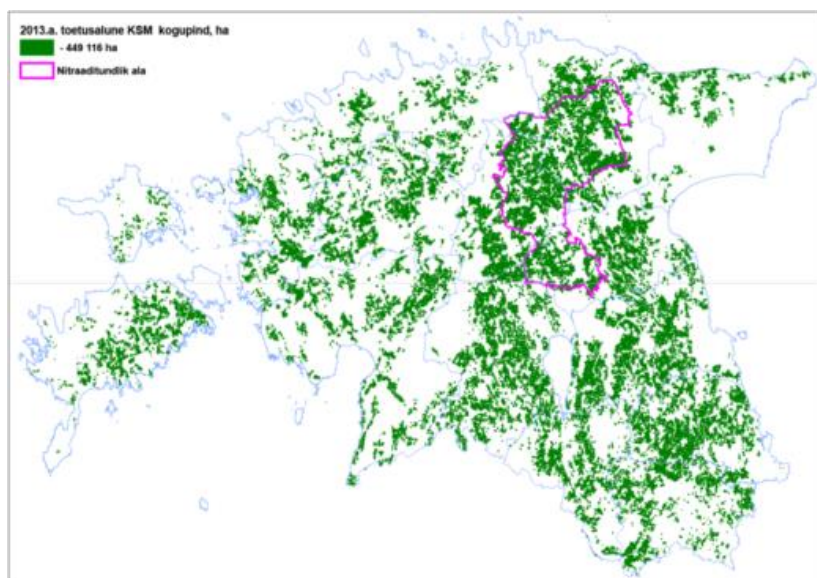 2013.a. toetusalune KSM kogupind, ha
- 449 116 ha
Nitraaditundlik ala